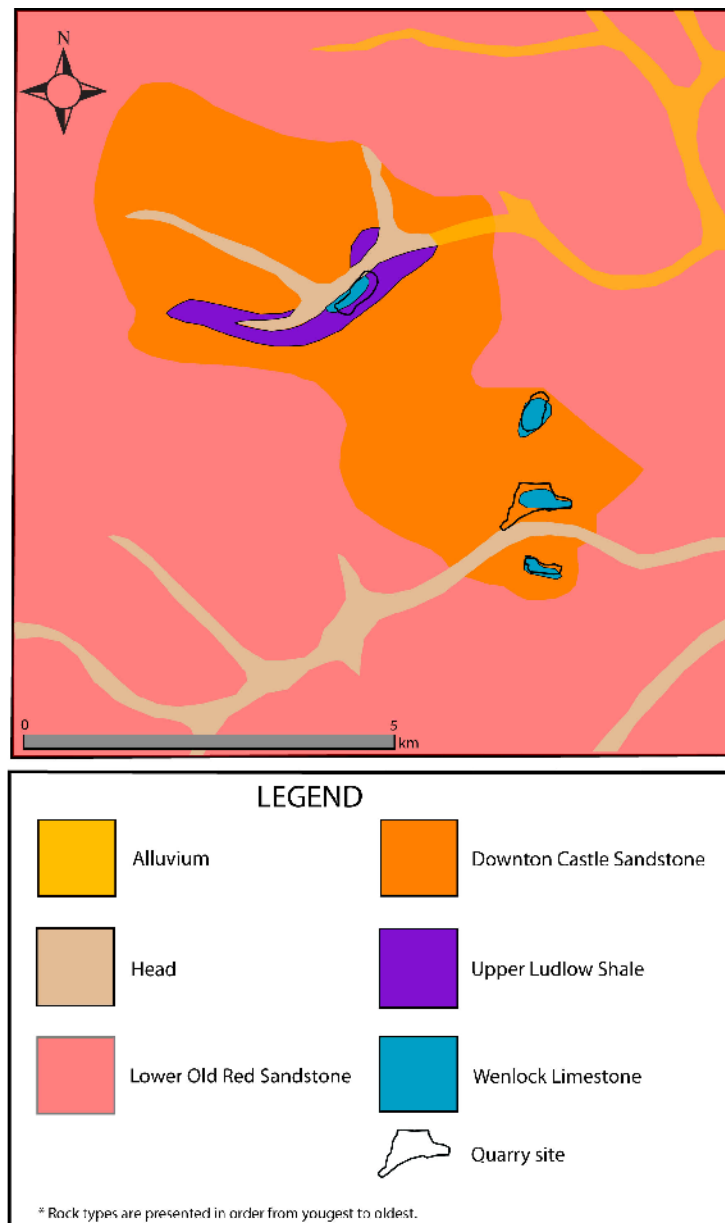 N
0
5
km
LEGEND
Alluvium
Downton Castle Sandstone
Head
Upper Ludlow Shale
Lower Old Red Sandstone
Wenlock Limestone
Quarry site
* Rock types are presented in order from yougest to oldest.